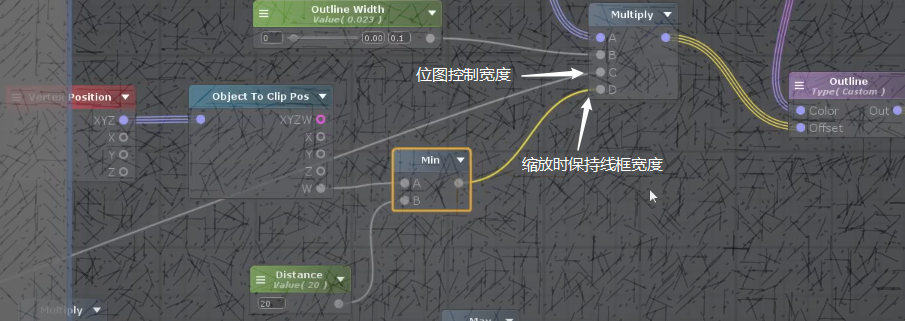 Outline Width
Value( 0.023 )
0
0.00
0.1
Multiply
A
B
C
D
位图控制宽度
Outline
Type( Custom )
Color
Out
Offset
Vertex Position
XYZ
X
Y
Z
Object To Clip Pos
XYZW
X
Y
Z
W
Min
A
B
缩放时保持线框宽度
Distance
Value( 20 )
20
Multiply
Max